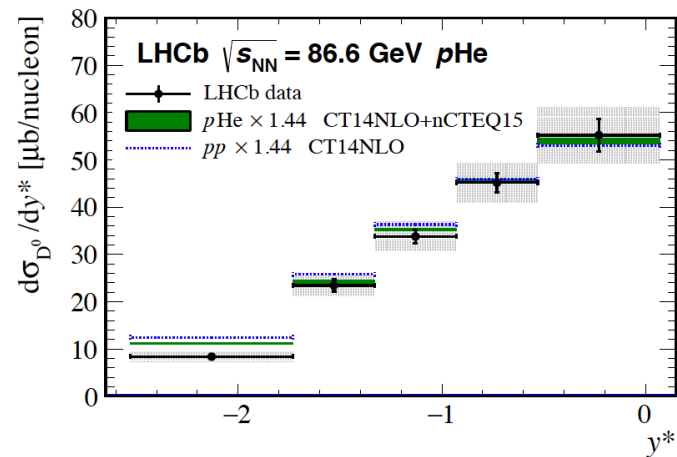 LHCb √sNN = 86.6 GeV pHe
LHCb data
pHe × 1.44 CT14NLO+nCTEQ15
pp × 1.44 CT14NLO
dσD⁰/dy* [µb/nucleon]
80
70
60
50
40
30
20
10
0
−2 −1 0
y*